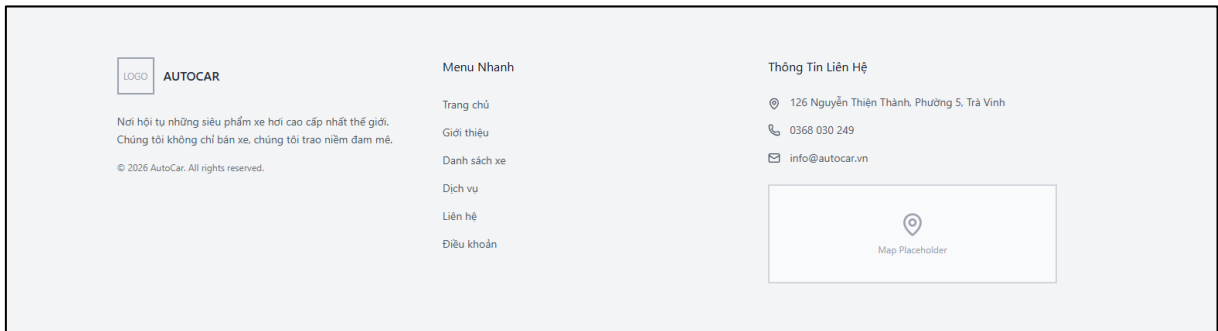 LOGO
AUTOCAR
Nơi hội tụ những siêu phẩm xe hơi cao cấp nhất thế giới.
Chúng tôi không chỉ bán xe, chúng tôi trao niềm đam mê.
© 2026 AutoCar. All rights reserved.
Menu Nhanh
Trang chủ
Giới thiệu
Danh sách xe
Dịch vụ
Liên hệ
Điều khoản
Thông Tin Liên Hệ
126 Nguyễn Thiện Thành, Phường 5, Trà Vinh
0368 030 249
info@autocar.vn
Map Placeholder